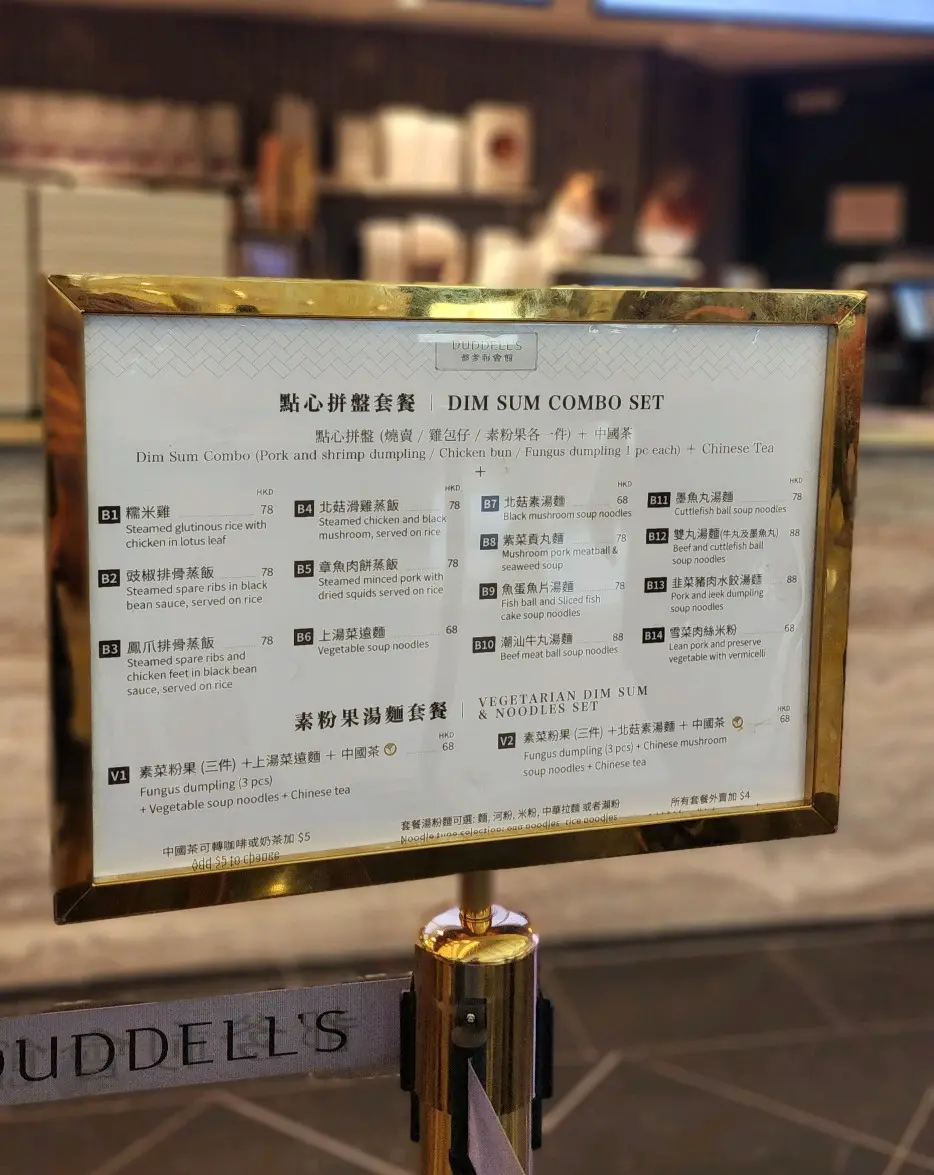 DUDDELL'S
都爹利會館
點心拼盤套餐 | DIM SUM COMBO SET
點心拼盤 (燒賣 / 雞包仔 / 素粉果各一件) + 中國茶
Dim Sum Combo (Pork and shrimp dumpling / Chicken bun / Fungus dumpling 1 pc each) + Chinese Tea
+
HKD
B1 糯米雞 78
Steamed glutinous rice with
chicken in lotus leaf
B2 豉椒排骨蒸飯 78
Steamed spare ribs in black
bean sauce, served on rice
B3 鳳爪排骨蒸飯 78
Steamed spare ribs and
chicken feet in black bean
sauce, served on rice
HKD
B4 北菇滑雞蒸飯 78
Steamed chicken and black
mushroom, served on rice
B5 章魚肉餅蒸飯 78
Steamed minced pork with
dried squids served on rice
B6 上湯菜遠麵 68
Vegetable soup noodles
HKD
B7 北菇素湯麵 68
Black mushroom soup noodles
B8 紫菜貢丸麵 78
Mushroom pork meatball &
seaweed soup
B9 魚蛋魚片湯麵 78
Fish ball and Sliced fish
cake soup noodles
B10 潮汕牛丸湯麵 88
Beef meat ball soup noodles
HKD
B11 墨魚丸湯麵 78
Cuttlefish ball soup noodles
B12 雙丸湯麵(牛丸及墨魚丸) 88
Beef and cuttlefish ball
soup noodles
B13 韭菜豬肉水餃湯麵 88
Pork and leek dumpling
soup noodles
B14 雪菜肉絲米粉 68
Lean pork and preserve
vegetable with vermicelli
素粉果湯麵套餐 | VEGETARIAN DIM SUM
& NOODLES SET
HKD
V1 素菜粉果 (三件) +上湯菜遠麵 + 中國茶 68
Fungus dumpling (3 pcs)
+ Vegetable soup noodles + Chinese tea
HKD
V2 素菜粉果 (三件) +北菇素湯麵 + 中國茶 68
Fungus dumpling (3 pcs) + Chinese mushroom
soup noodles + Chinese tea
中國茶可轉咖啡或奶茶加 $5
Add $5 to change
套餐湯粉麵可選: 麵, 河粉, 米粉, 中華拉麵 或者瀨粉
Noodle type selection: egg noodles, rice noodles
所有套餐外賣加 $4
DUDDELL'S